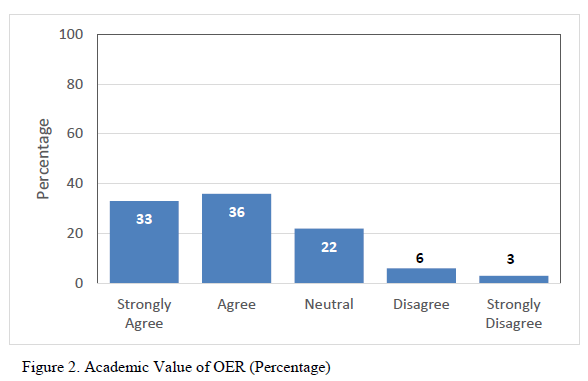 100
80
60
40
20
0
Percentage
33
36
22
6
3
Strongly
Agree
Agree
Neutral
Disagree
Strongly
Disagree
Figure 2. Academic Value of OER (Percentage)